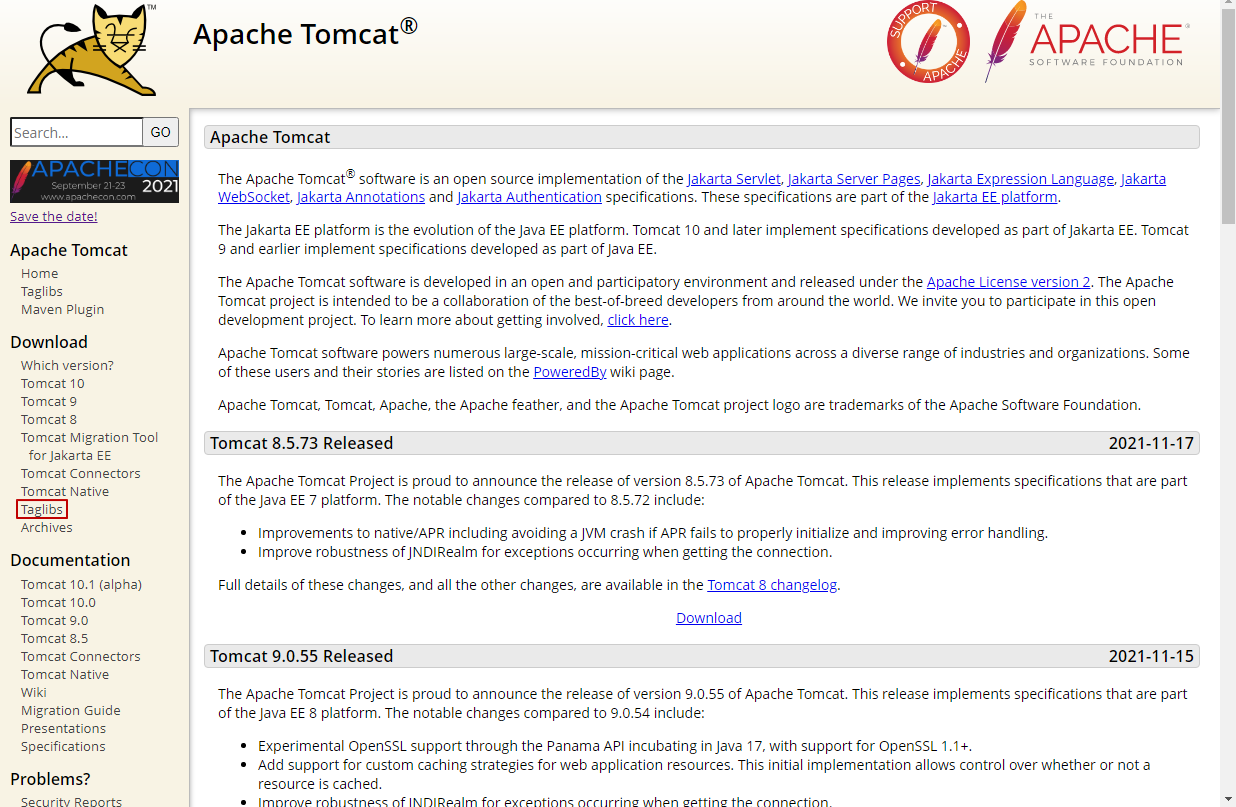 TM
Apache Tomcat®
SUPPORT
APACHE
THE
APACHE®
SOFTWARE FOUNDATION
Search...
GO
APACHECON
September 21-23 2021
www.apachecon.com
Save the date!
Apache Tomcat
Home
Taglibs
Maven Plugin
Download
Which version?
Tomcat 10
Tomcat 9
Tomcat 8
Tomcat Migration Tool
for Jakarta EE
Tomcat Connectors
Tomcat Native
Taglibs
Archives
Documentation
Tomcat 10.1 (alpha)
Tomcat 10.0
Tomcat 9.0
Tomcat 8.5
Tomcat Connectors
Tomcat Native
Wiki
Migration Guide
Presentations
Specifications
Problems?
Security Reports
Apache Tomcat
The Apache Tomcat® software is an open source implementation of the Jakarta Servlet, Jakarta Server Pages, Jakarta Expression Language, Jakarta
WebSocket, Jakarta Annotations and Jakarta Authentication specifications. These specifications are part of the Jakarta EE platform.
The Jakarta EE platform is the evolution of the Java EE platform. Tomcat 10 and later implement specifications developed as part of Jakarta EE. Tomcat
9 and earlier implement specifications developed as part of Java EE.
The Apache Tomcat software is developed in an open and participatory environment and released under the Apache License version 2. The Apache
Tomcat project is intended to be a collaboration of the best-of-breed developers from around the world. We invite you to participate in this open
development project. To learn more about getting involved, click here.
Apache Tomcat software powers numerous large-scale, mission-critical web applications across a diverse range of industries and organizations. Some
of these users and their stories are listed on the PoweredBy wiki page.
Apache Tomcat, Tomcat, Apache, the Apache feather, and the Apache Tomcat project logo are trademarks of the Apache Software Foundation.
Tomcat 8.5.73 Released 2021-11-17
The Apache Tomcat Project is proud to announce the release of version 8.5.73 of Apache Tomcat. This release implements specifications that are part
of the Java EE 7 platform. The notable changes compared to 8.5.72 include:
• Improvements to native/APR including avoiding a JVM crash if APR fails to properly initialize and improving error handling.
• Improve robustness of JNDIRealm for exceptions occurring when getting the connection.
Full details of these changes, and all the other changes, are available in the Tomcat 8 changelog.
Download
Tomcat 9.0.55 Released 2021-11-15
The Apache Tomcat Project is proud to announce the release of version 9.0.55 of Apache Tomcat. This release implements specifications that are part
of the Java EE 8 platform. The notable changes compared to 9.0.54 include:
• Experimental OpenSSL support through the Panama API incubating in Java 17, with support for OpenSSL 1.1+.
• Add support for custom caching strategies for web application resources. This initial implementation allows control over whether or not a
resource is cached.
• Improve robustness of JNDIRealm for exceptions occurring when getting the connection.